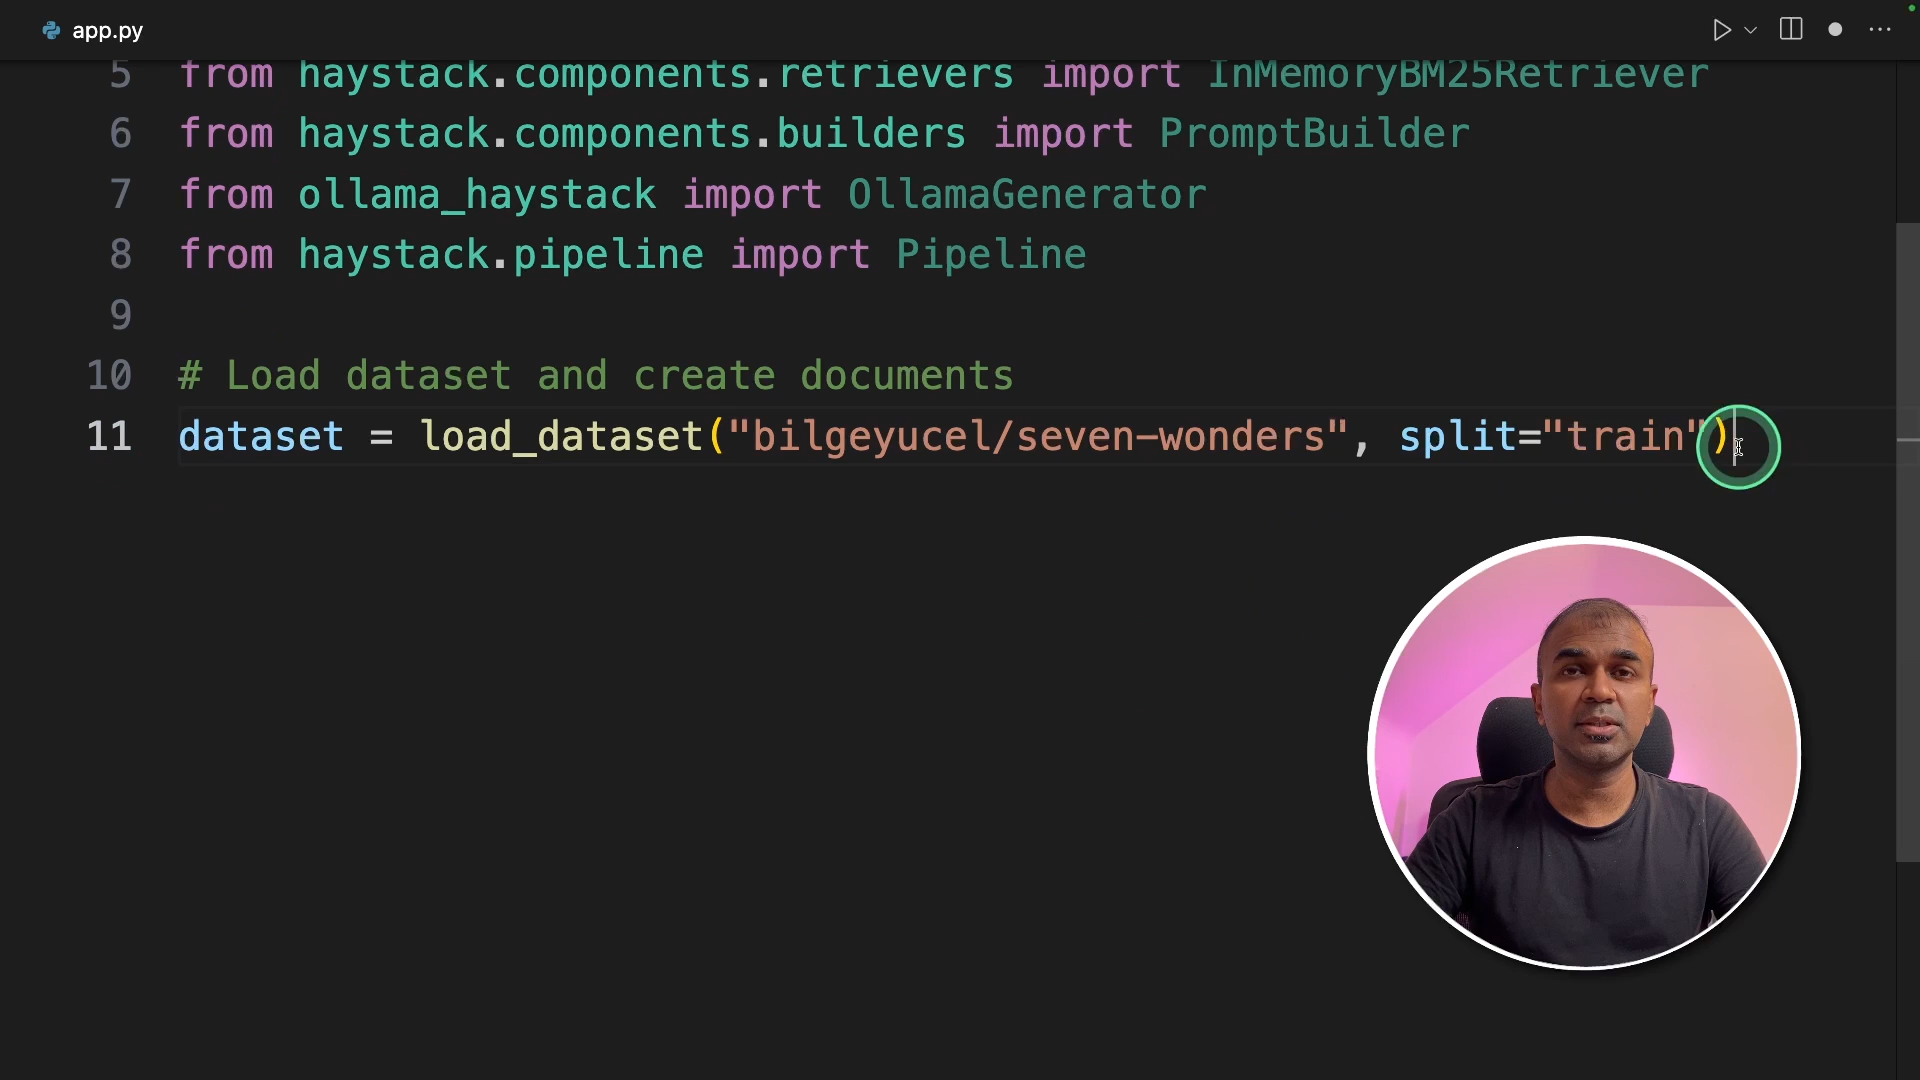 app.py
5 from haystack.components.retrievers import InMemoryBM25Retriever
6 from haystack.components.builders import PromptBuilder
7 from ollama_haystack import OllamaGenerator
8 from haystack.pipeline import Pipeline
9
10 # Load dataset and create documents
11 dataset = load_dataset("bilgeyucel/seven-wonders", split="train")